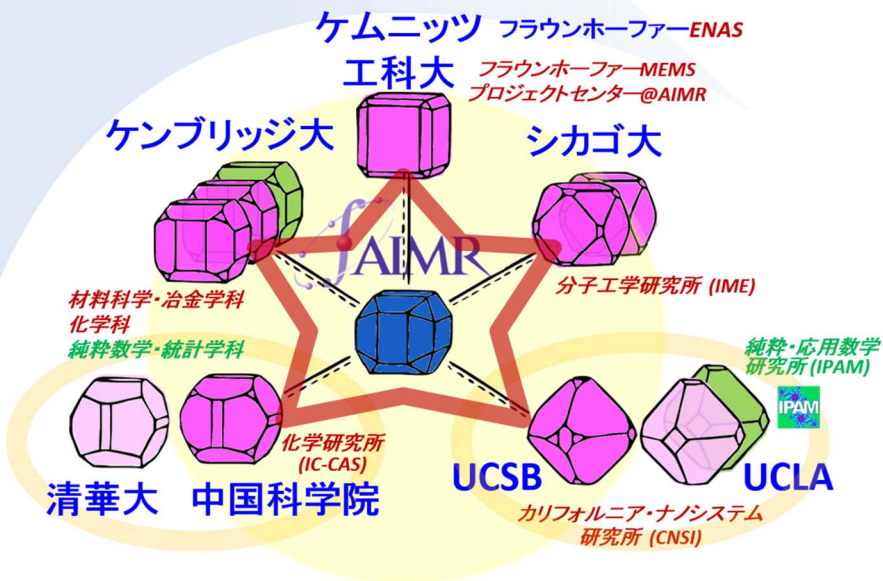 ケムニッツ フラウンホーファーENAS
工科大 フラウンホーファーMEMS
プロジェクトセンター@AIMR
ケンブリッジ大
シカゴ大
AIMR
材料科学・冶金学科
化学科
純粋数学・統計学科
分子工学研究所 (IME)
純粋・応用数学
研究所(IPAM)
IPAM
化学研究所
(IC-CAS)
清華大 中国科学院
UCSB
UCLA
カリフォルニア・ナノシステム
研究所 (CNSI)